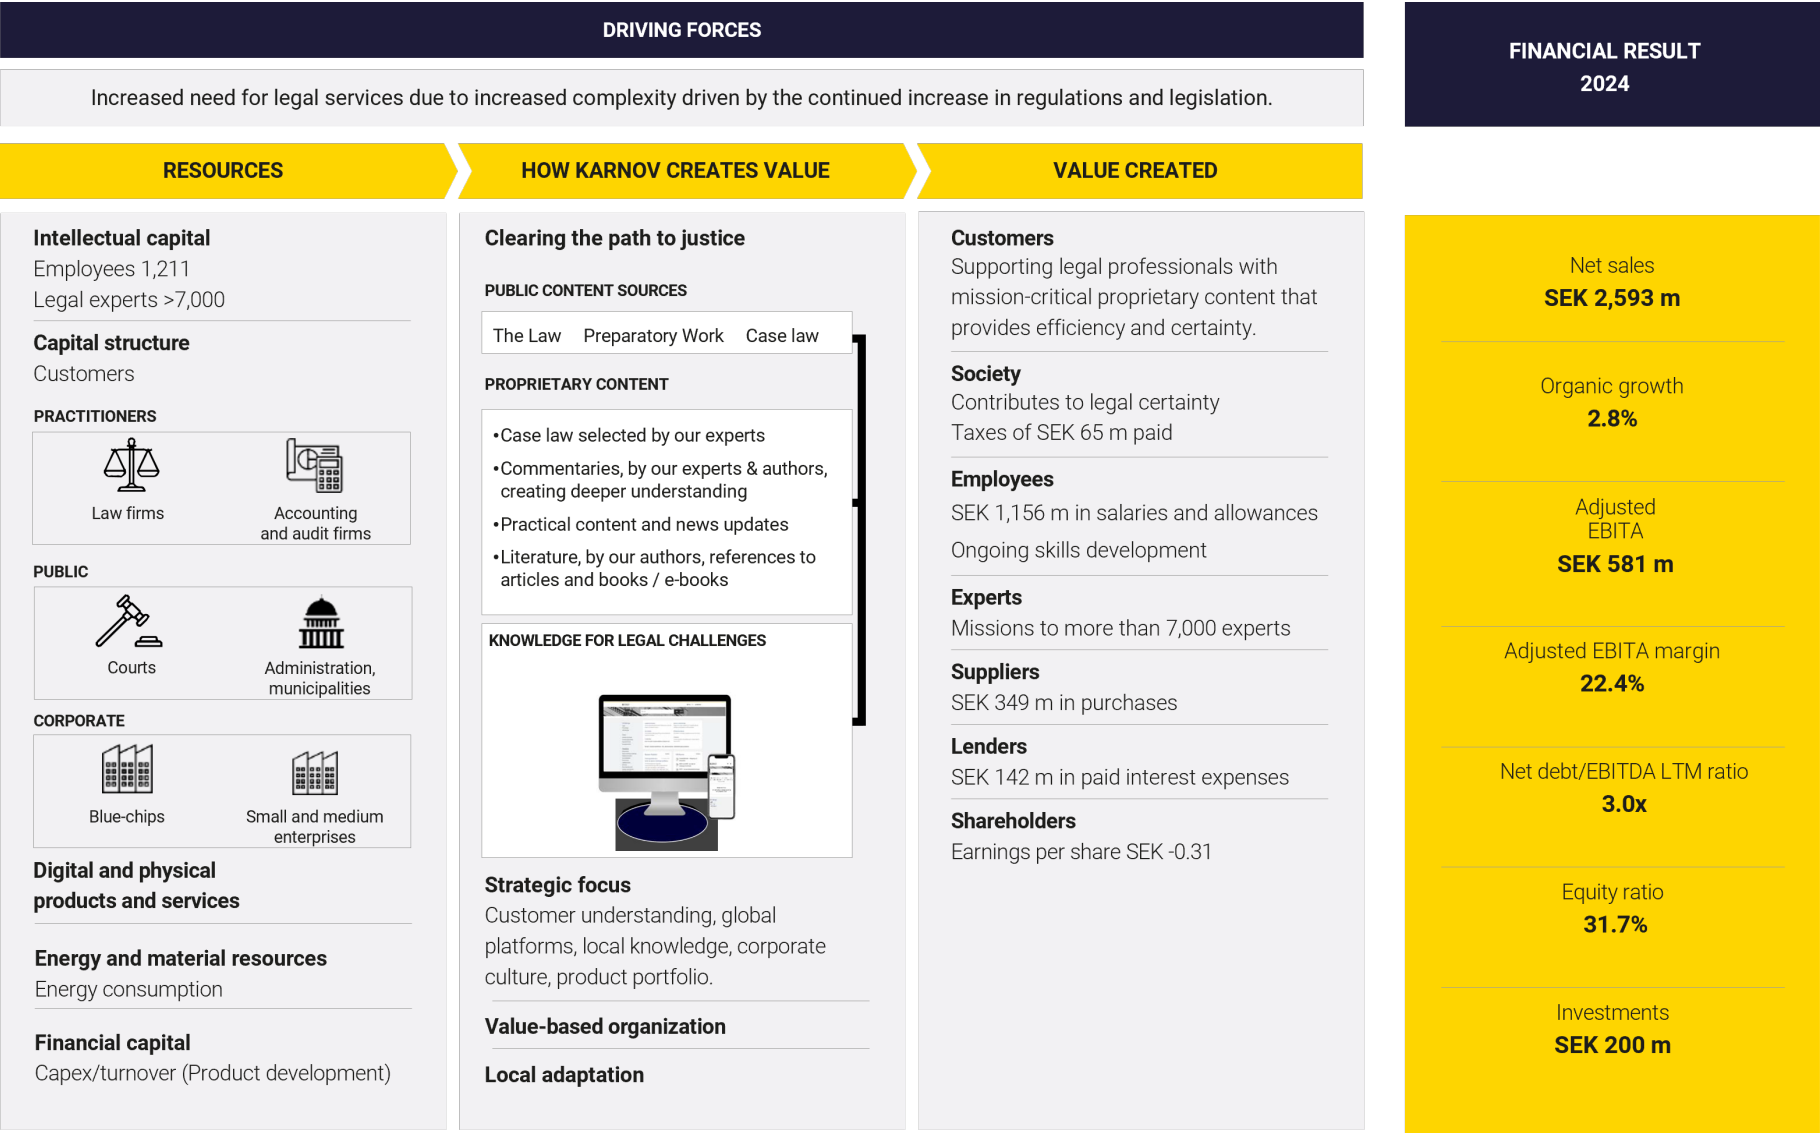 DRIVING FORCES
Increased need for legal services due to increased complexity driven by the continued increase in regulations and legislation.
RESOURCES
Intellectual capital
Employees 1,211
Legal experts >7,000
Capital structure
Customers
PRACTITIONERS
Law firms
Accounting
and audit firms
PUBLIC
Courts
Administration,
municipalities
CORPORATE
Blue-chips
Small and medium
enterprises
Digital and physical
products and services
Energy and material resources
Energy consumption
Financial capital
Capex/turnover (Product development)
HOW KARNOV CREATES VALUE
Clearing the path to justice
PUBLIC CONTENT SOURCES
The Law Preparatory Work Case law
PROPRIETARY CONTENT
•Case law selected by our experts
•Commentaries, by our experts & authors,
creating deeper understanding
•Practical content and news updates
•Literature, by our authors, references to
articles and books / e-books
KNOWLEDGE FOR LEGAL CHALLENGES
Strategic focus
Customer understanding, global
platforms, local knowledge, corporate
culture, product portfolio.
Value-based organization
Local adaptation
VALUE CREATED
Customers
Supporting legal professionals with
mission-critical proprietary content that
provides efficiency and certainty.
Society
Contributes to legal certainty
Taxes of SEK 65 m paid
Employees
SEK 1,156 m in salaries and allowances
Ongoing skills development
Experts
Missions to more than 7,000 experts
Suppliers
SEK 349 m in purchases
Lenders
SEK 142 m in paid interest expenses
Shareholders
Earnings per share SEK -0.31
FINANCIAL RESULT
2024
Net sales
SEK 2,593 m
Organic growth
2.8%
Adjusted
EBITA
SEK 581 m
Adjusted EBITA margin
22.4%
Net debt/EBITDA LTM ratio
3.0x
Equity ratio
31.7%
Investments
SEK 200 m